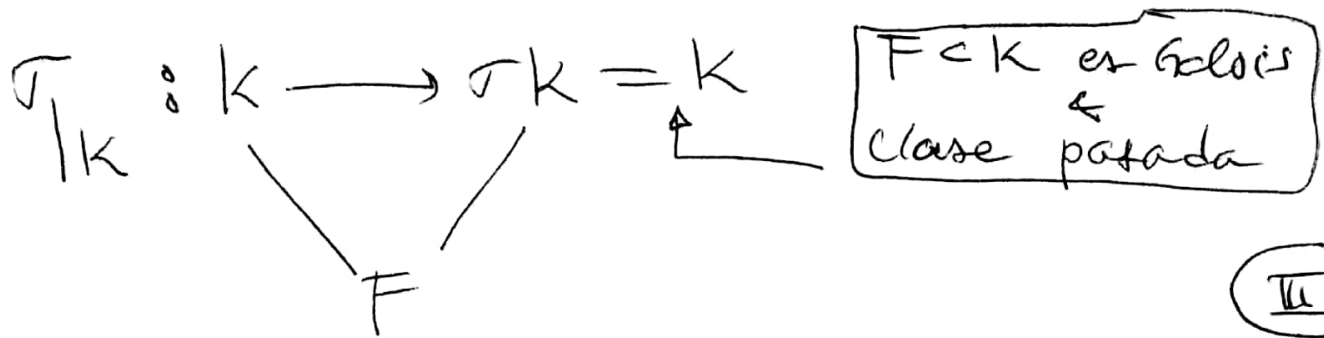 σ|K : K ⟶ σK = K
F < K es Galois
←
clase pasada
F
III